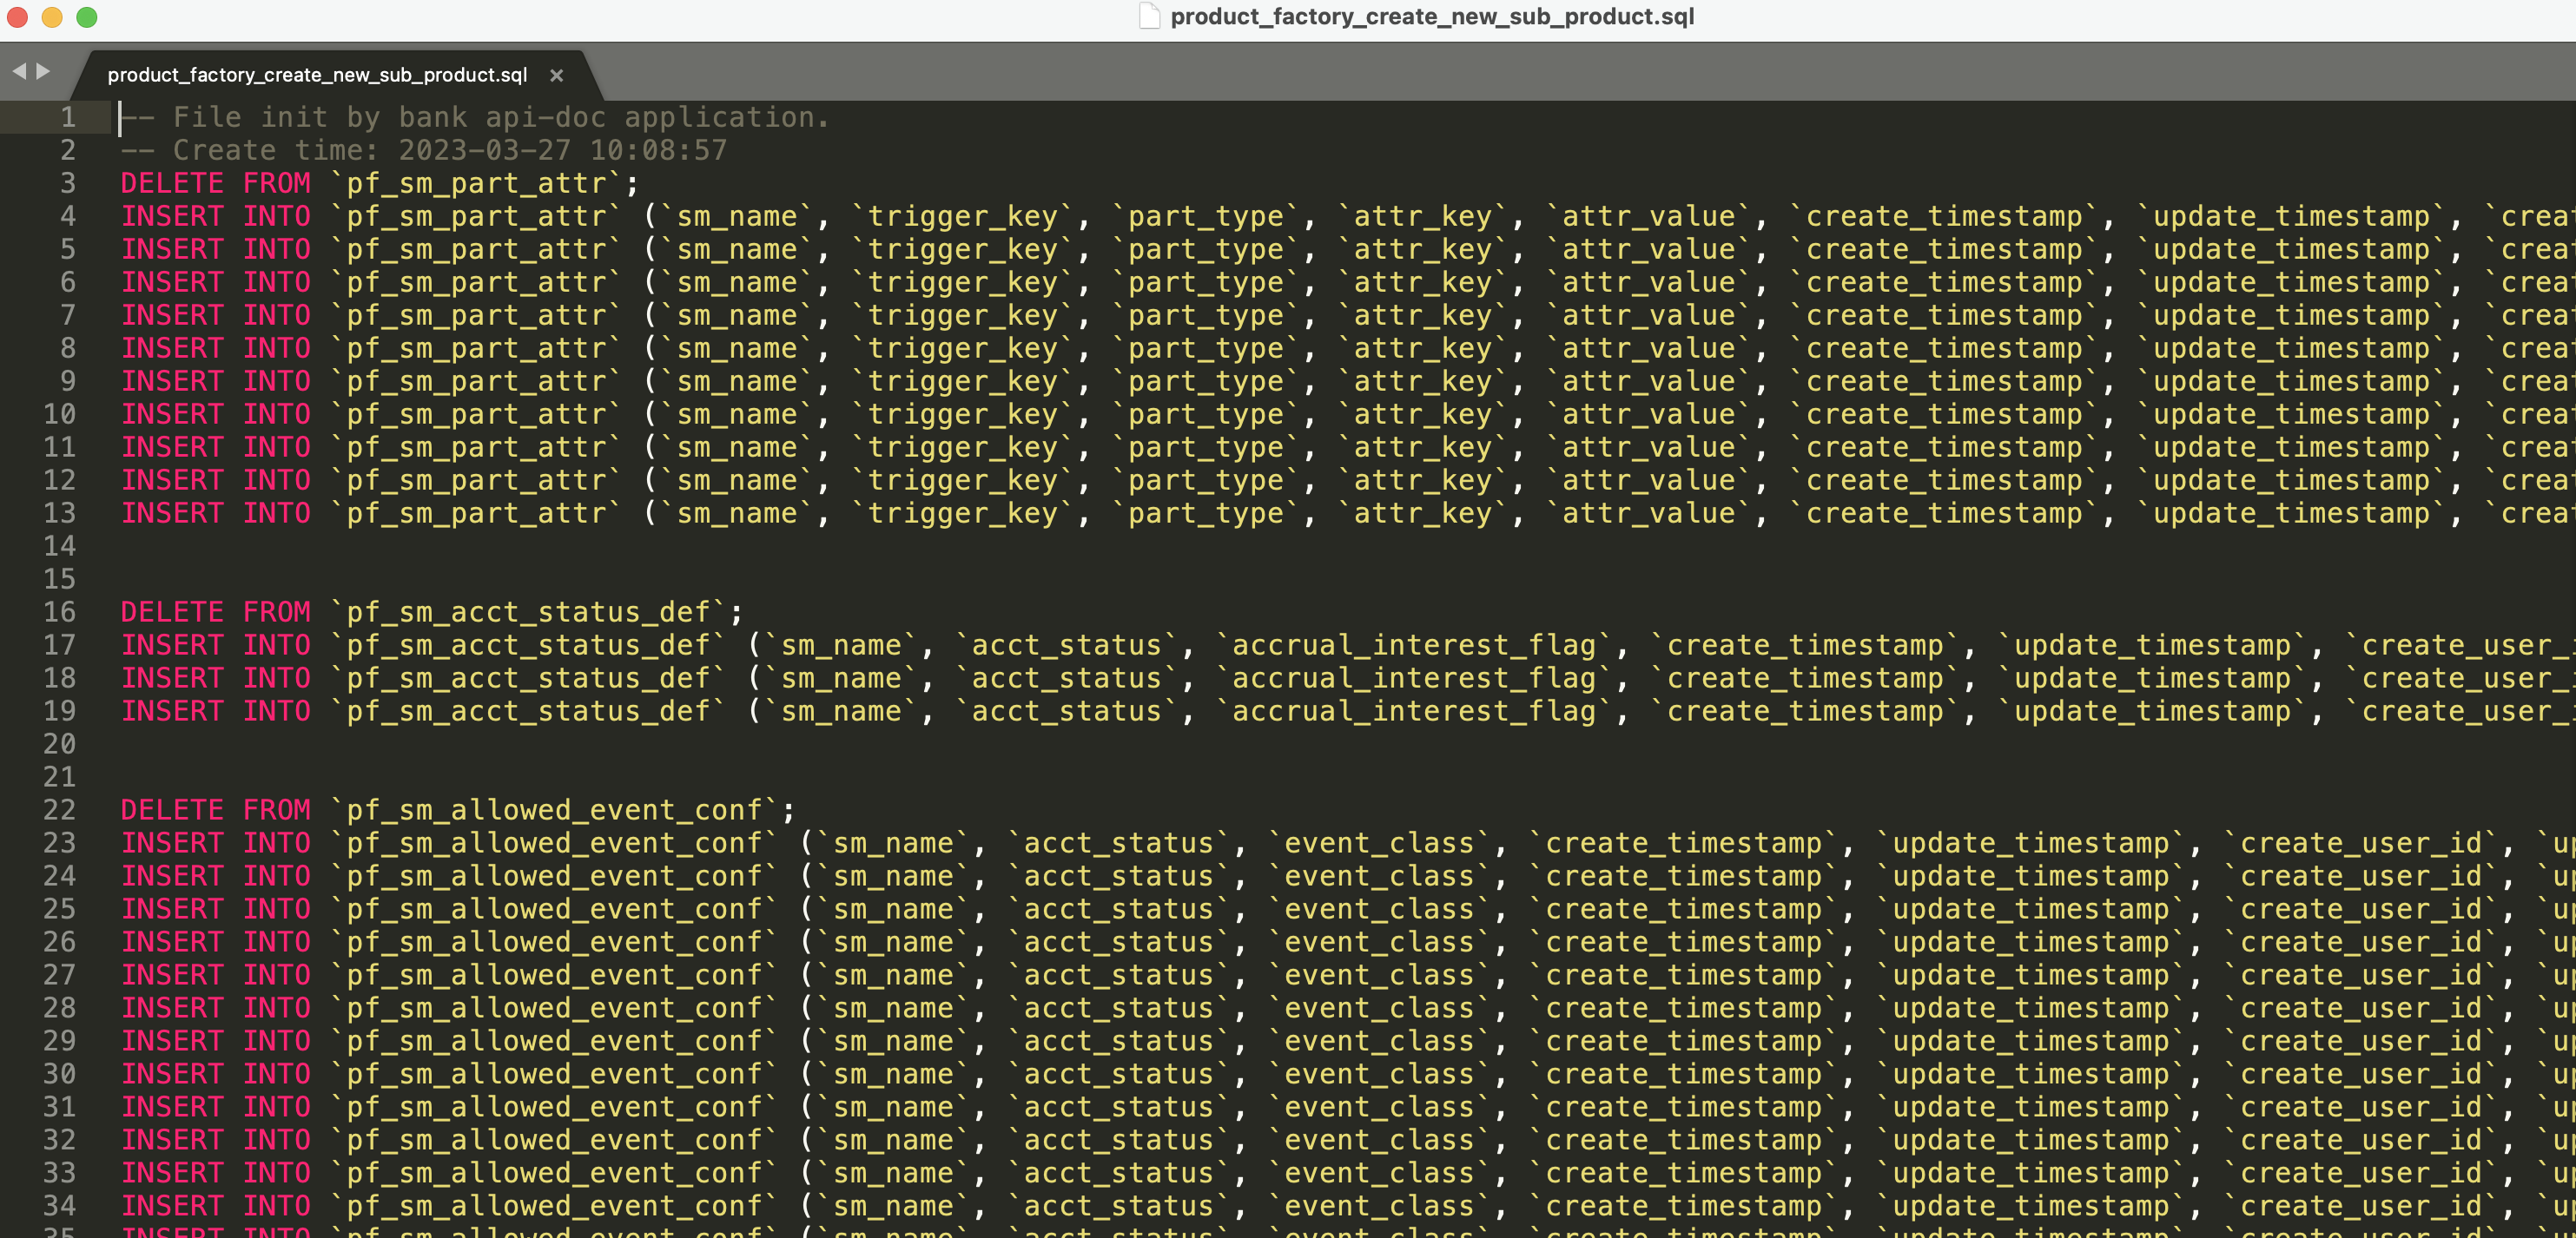 product_factory_create_new_sub_product.sql
product_factory_create_new_sub_product.sql ×
1 -- File init by bank api-doc application.
2 -- Create time: 2023-03-27 10:08:57
3 DELETE FROM `pf_sm_part_attr`;
4 INSERT INTO `pf_sm_part_attr` (`sm_name`, `trigger_key`, `part_type`, `attr_key`, `attr_value`, `create_timestamp`, `update_timestamp`, `crea
5 INSERT INTO `pf_sm_part_attr` (`sm_name`, `trigger_key`, `part_type`, `attr_key`, `attr_value`, `create_timestamp`, `update_timestamp`, `crea
6 INSERT INTO `pf_sm_part_attr` (`sm_name`, `trigger_key`, `part_type`, `attr_key`, `attr_value`, `create_timestamp`, `update_timestamp`, `crea
7 INSERT INTO `pf_sm_part_attr` (`sm_name`, `trigger_key`, `part_type`, `attr_key`, `attr_value`, `create_timestamp`, `update_timestamp`, `crea
8 INSERT INTO `pf_sm_part_attr` (`sm_name`, `trigger_key`, `part_type`, `attr_key`, `attr_value`, `create_timestamp`, `update_timestamp`, `crea
9 INSERT INTO `pf_sm_part_attr` (`sm_name`, `trigger_key`, `part_type`, `attr_key`, `attr_value`, `create_timestamp`, `update_timestamp`, `crea
10 INSERT INTO `pf_sm_part_attr` (`sm_name`, `trigger_key`, `part_type`, `attr_key`, `attr_value`, `create_timestamp`, `update_timestamp`, `crea
11 INSERT INTO `pf_sm_part_attr` (`sm_name`, `trigger_key`, `part_type`, `attr_key`, `attr_value`, `create_timestamp`, `update_timestamp`, `crea
12 INSERT INTO `pf_sm_part_attr` (`sm_name`, `trigger_key`, `part_type`, `attr_key`, `attr_value`, `create_timestamp`, `update_timestamp`, `crea
13 INSERT INTO `pf_sm_part_attr` (`sm_name`, `trigger_key`, `part_type`, `attr_key`, `attr_value`, `create_timestamp`, `update_timestamp`, `crea
14
15
16 DELETE FROM `pf_sm_acct_status_def`;
17 INSERT INTO `pf_sm_acct_status_def` (`sm_name`, `acct_status`, `accrual_interest_flag`, `create_timestamp`, `update_timestamp`, `create_user_
18 INSERT INTO `pf_sm_acct_status_def` (`sm_name`, `acct_status`, `accrual_interest_flag`, `create_timestamp`, `update_timestamp`, `create_user_
19 INSERT INTO `pf_sm_acct_status_def` (`sm_name`, `acct_status`, `accrual_interest_flag`, `create_timestamp`, `update_timestamp`, `create_user_
20
21
22 DELETE FROM `pf_sm_allowed_event_conf`;
23 INSERT INTO `pf_sm_allowed_event_conf` (`sm_name`, `acct_status`, `event_class`, `create_timestamp`, `update_timestamp`, `create_user_id`, `up
24 INSERT INTO `pf_sm_allowed_event_conf` (`sm_name`, `acct_status`, `event_class`, `create_timestamp`, `update_timestamp`, `create_user_id`, `up
25 INSERT INTO `pf_sm_allowed_event_conf` (`sm_name`, `acct_status`, `event_class`, `create_timestamp`, `update_timestamp`, `create_user_id`, `up
26 INSERT INTO `pf_sm_allowed_event_conf` (`sm_name`, `acct_status`, `event_class`, `create_timestamp`, `update_timestamp`, `create_user_id`, `up
27 INSERT INTO `pf_sm_allowed_event_conf` (`sm_name`, `acct_status`, `event_class`, `create_timestamp`, `update_timestamp`, `create_user_id`, `up
28 INSERT INTO `pf_sm_allowed_event_conf` (`sm_name`, `acct_status`, `event_class`, `create_timestamp`, `update_timestamp`, `create_user_id`, `up
29 INSERT INTO `pf_sm_allowed_event_conf` (`sm_name`, `acct_status`, `event_class`, `create_timestamp`, `update_timestamp`, `create_user_id`, `up
30 INSERT INTO `pf_sm_allowed_event_conf` (`sm_name`, `acct_status`, `event_class`, `create_timestamp`, `update_timestamp`, `create_user_id`, `up
31 INSERT INTO `pf_sm_allowed_event_conf` (`sm_name`, `acct_status`, `event_class`, `create_timestamp`, `update_timestamp`, `create_user_id`, `up
32 INSERT INTO `pf_sm_allowed_event_conf` (`sm_name`, `acct_status`, `event_class`, `create_timestamp`, `update_timestamp`, `create_user_id`, `up
33 INSERT INTO `pf_sm_allowed_event_conf` (`sm_name`, `acct_status`, `event_class`, `create_timestamp`, `update_timestamp`, `create_user_id`, `up
34 INSERT INTO `pf_sm_allowed_event_conf` (`sm_name`, `acct_status`, `event_class`, `create_timestamp`, `update_timestamp`, `create_user_id`, `up
35 INSERT INTO `pf_sm_allowed_event_conf` (`sm_name`, `acct_status`, `event_class`, `create_timestamp`, `update_timestamp`, `create_user_id`, `up